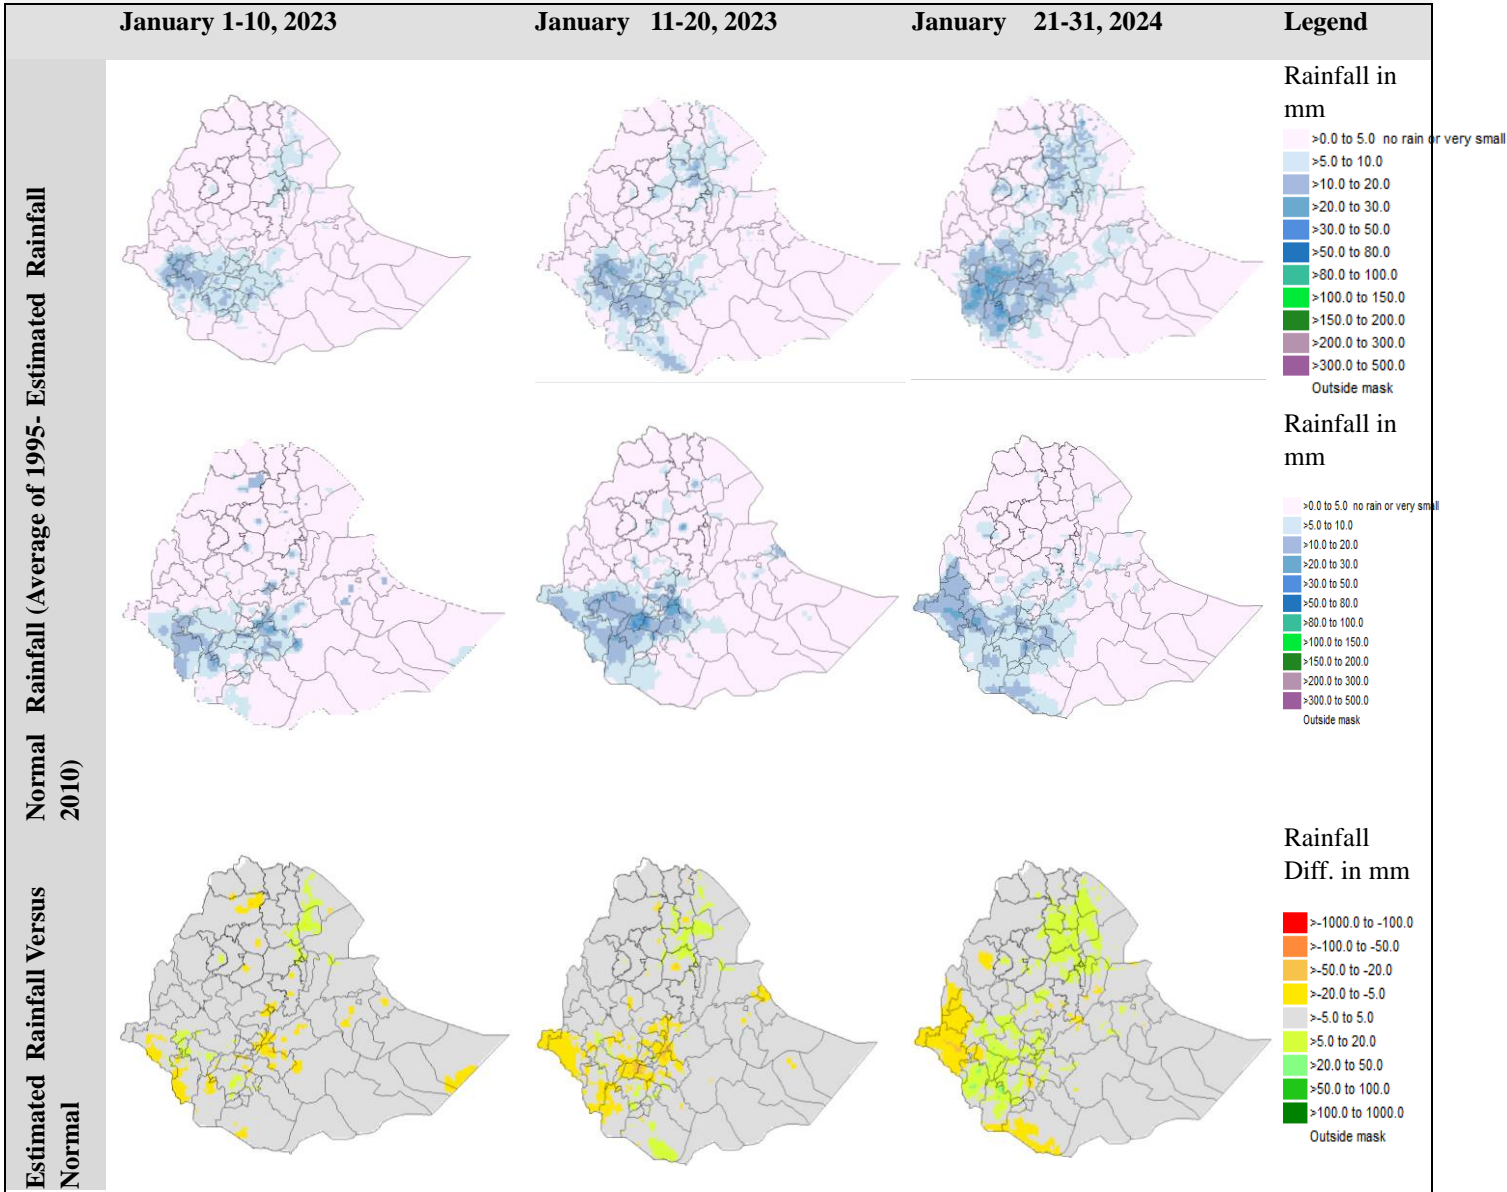 January 1-10, 2023
January 11-20, 2023
January 21-31, 2024
Legend
Estimated Rainfall
Rainfall in
mm
>0.0 to 5.0 no rain or very small
>5.0 to 10.0
>10.0 to 20.0
>20.0 to 30.0
>30.0 to 50.0
>50.0 to 80.0
>80.0 to 100.0
>100.0 to 150.0
>150.0 to 200.0
>200.0 to 300.0
>300.0 to 500.0
Outside mask
Normal Rainfall (Average of 1995-
2010)
Rainfall in
mm
>0.0 to 5.0 no rain or very small
>5.0 to 10.0
>10.0 to 20.0
>20.0 to 30.0
>30.0 to 50.0
>50.0 to 80.0
>80.0 to 100.0
>100.0 to 150.0
>150.0 to 200.0
>200.0 to 300.0
>300.0 to 500.0
Outside mask
Estimated Rainfall Versus
Normal
Rainfall
Diff. in mm
>-1000.0 to -100.0
>-100.0 to -50.0
>-50.0 to -20.0
>-20.0 to -5.0
>-5.0 to 5.0
>5.0 to 20.0
>20.0 to 50.0
>50.0 to 100.0
>100.0 to 1000.0
Outside mask